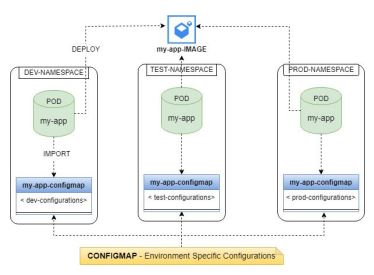 DEPLOY
my-app-IMAGE
DEV-NAMESPACE
TEST-NAMESPACE
PROD-NAMESPACE
POD
my-app
POD
my-app
POD
my-app
IMPORT
my-app-configmap
< dev-configurations>
my-app-configmap
< test-configurations>
my-app-configmap
< prod-configurations>
CONFIGMAP - Environment Specific Configurations